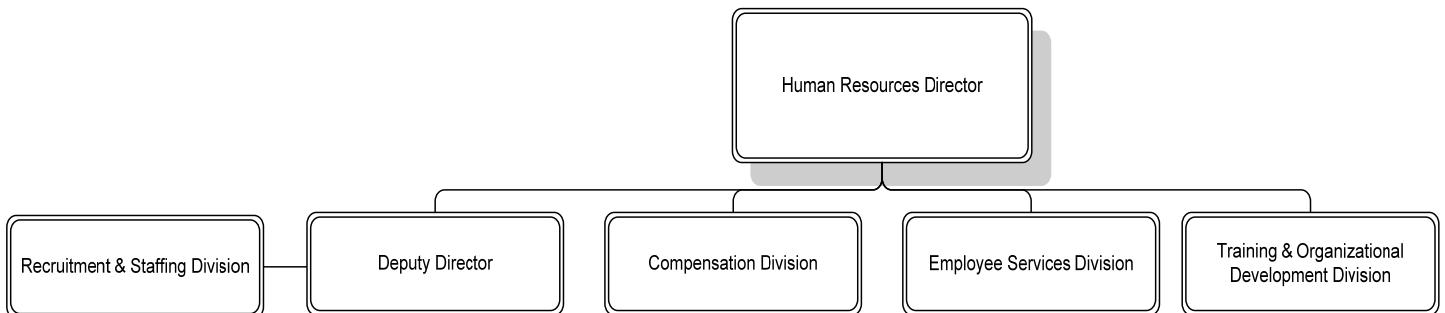 Human Resources Director
Recruitment & Staffing Division
Deputy Director
Compensation Division
Employee Services Division
Training & Organizational
Development Division